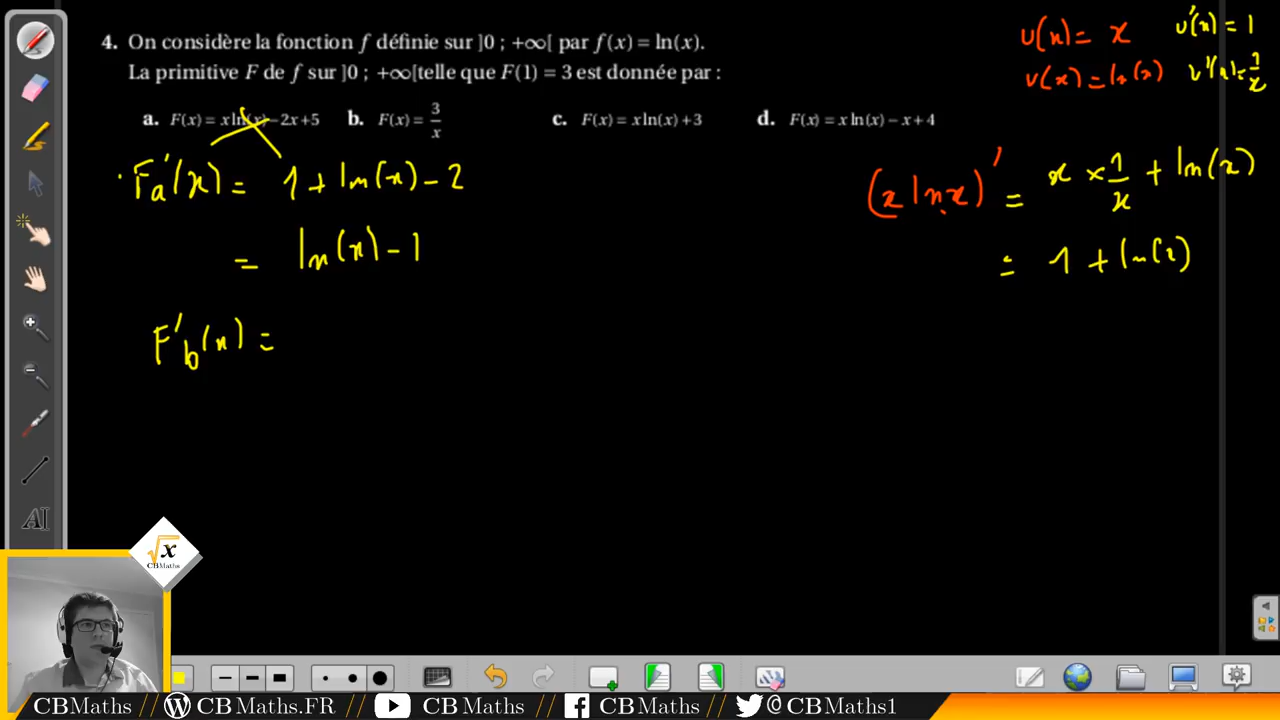 4. On considère la fonction f définie sur ]0 ; +∞[ par f(x) = ln(x).
La primitive F de f sur ]0 ; +∞[telle que F(1) = 3 est donnée par :
a. F(x) = x ln(x) − 2x+5 b. F(x) = 3/x c. F(x) = x ln(x) +3 d. F(x) = x ln(x) − x + 4
u(x) = x u'(x) = 1
v(x) = ln(x) v'(x) = 1/x
Fa'(x) = 1 + ln(x) − 2
= ln(x) − 1
F'b(x) =
(x ln x)' = x × 1/x + ln(x)
= 1 + ln(x)
AI
√x
CBMaths
CBMaths CBMaths.FR CBMaths CBMaths @CBMaths1